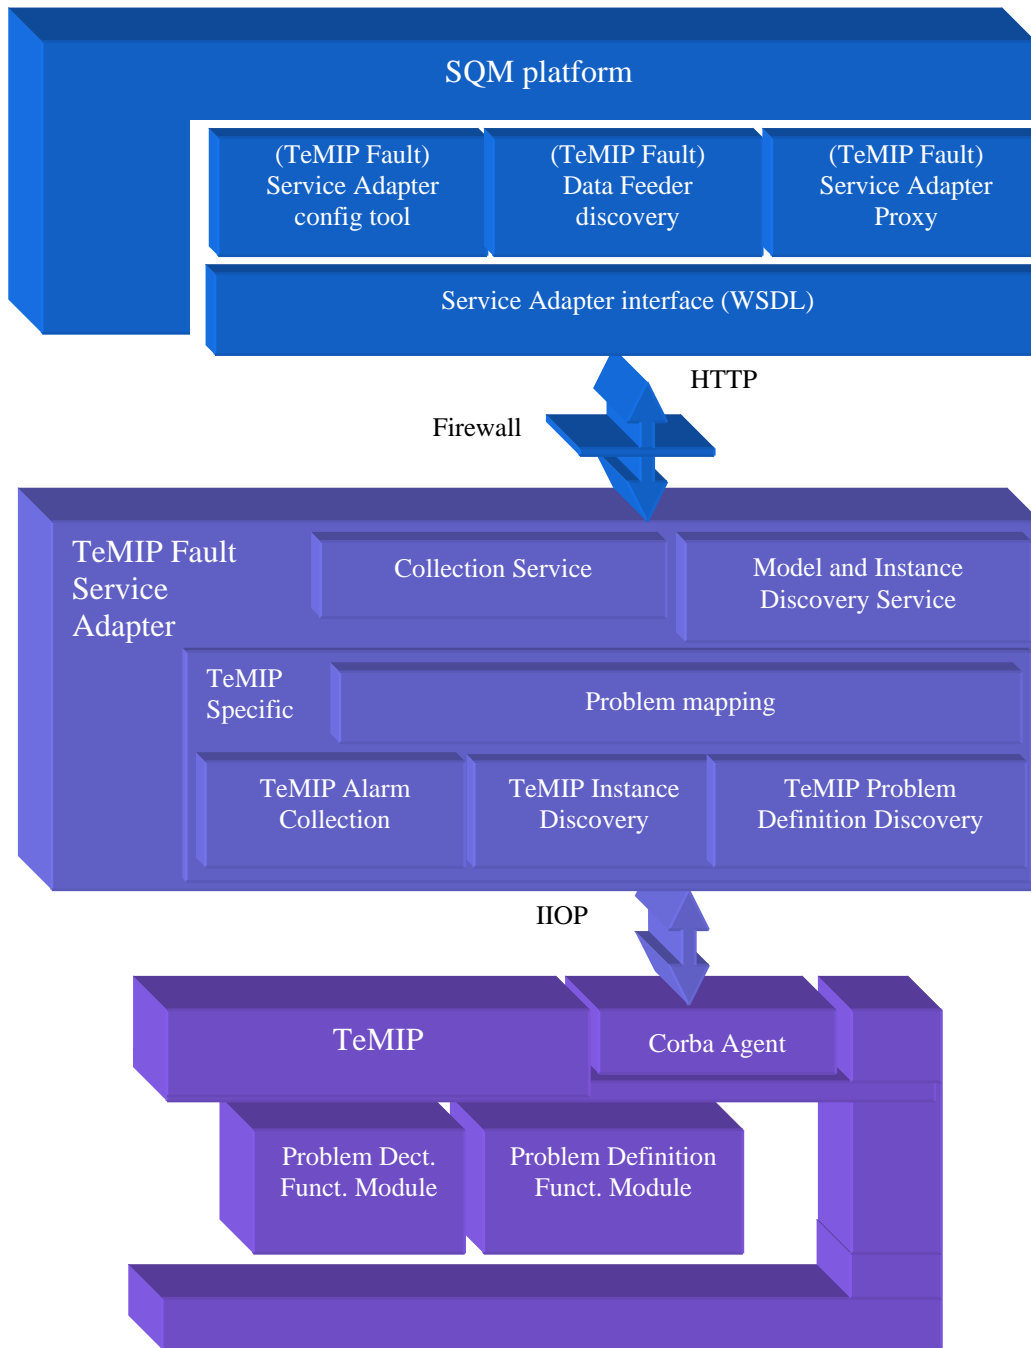 SQM platform
(TeMIP Fault)
Service Adapter
config tool
(TeMIP Fault)
Data Feeder
discovery
(TeMIP Fault)
Service Adapter
Proxy
Service Adapter interface (WSDL)
HTTP
Firewall
TeMIP Fault
Service
Adapter
Collection Service
Model and Instance
Discovery Service
TeMIP
Specific
Problem mapping
TeMIP Alarm
Collection
TeMIP Instance
Discovery
TeMIP Problem
Definition Discovery
IIOP
TeMIP
Corba Agent
Problem Dect.
Funct. Module
Problem Definition
Funct. Module